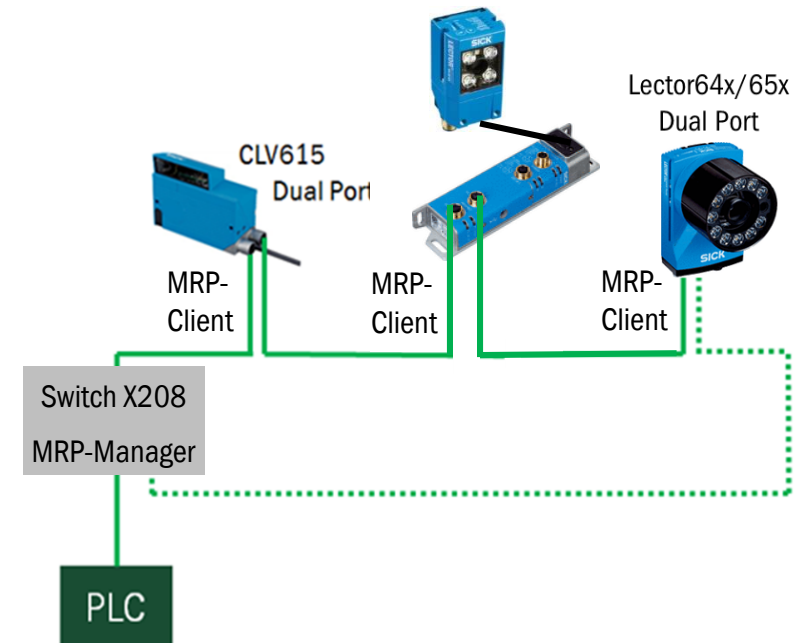 SICK
Lector64x/65x
Dual Port
CLV615
Dual Port
SICK
MRP-
Client
MRP-
Client
MRP-
Client
Switch X208
MRP-Manager
PLC